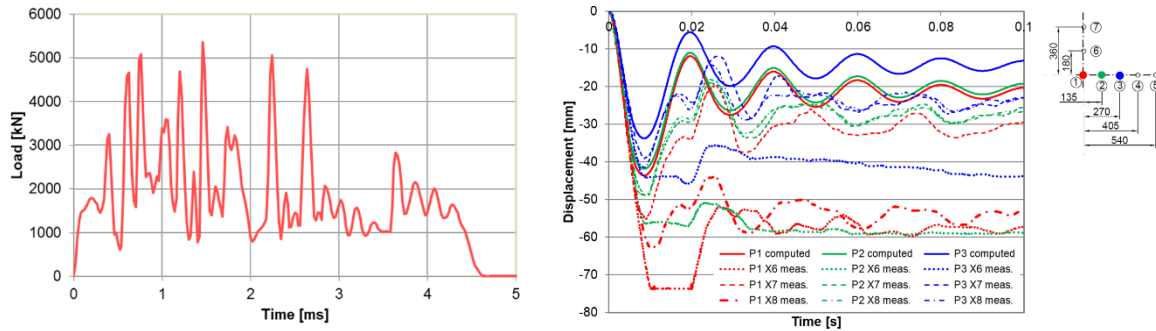 6000
5000
4000
3000
2000
1000
0
Load [kN]
0 1 2 3 4 5
Time [ms]
0 0.02 0.04 0.06 0.08 0.1
-10
-20
-30
-40
-50
-60
-70
-80
Displacement [mm]
P1 computed P2 computed P3 computed
P1 X6 meas. P2 X6 meas. P3 X6 meas.
P1 X7 meas. P2 X7 meas. P3 X7 meas.
P1 X8 meas. P2 X8 meas. P3 X8 meas.
Time [s]
7
360
6
180
1 2 3 4 5
135
270
405
540